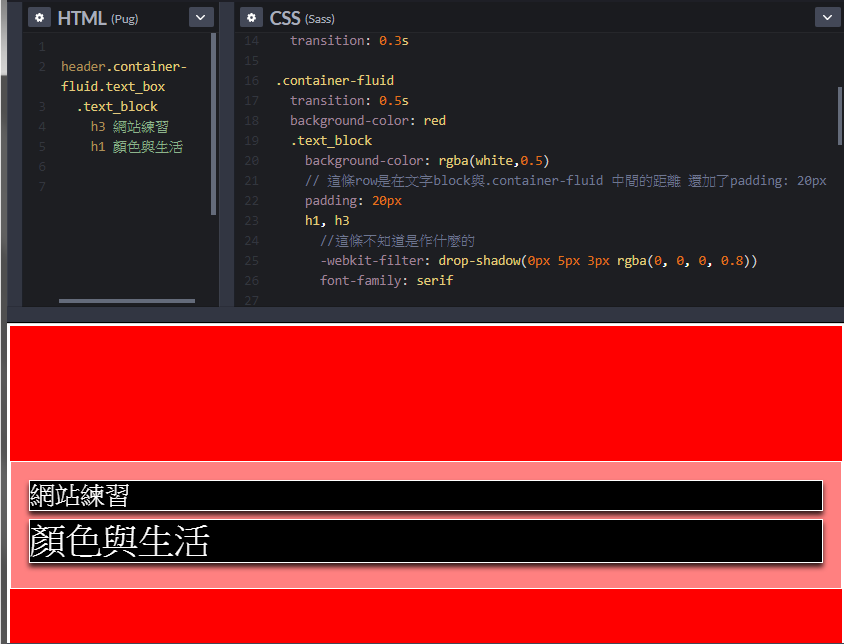 HTML (Pug)
1
2 header.container-
fluid.text_box
3 .text_block
4 h3 網站練習
5 h1 顏色與生活
6
7
CSS (Sass)
14 transition: 0.3s
15
16 .container-fluid
17 transition: 0.5s
18 background-color: red
19 .text_block
20 background-color: rgba(white,0.5)
21 // 這條row是在文字block與.container-fluid 中間的距離 還加了padding: 20px
22 padding: 20px
23 h1, h3
24 //這條不知道是作什麼的
25 -webkit-filter: drop-shadow(0px 5px 3px rgba(0, 0, 0, 0.8))
26 font-family: serif
27
網站練習
顏色與生活